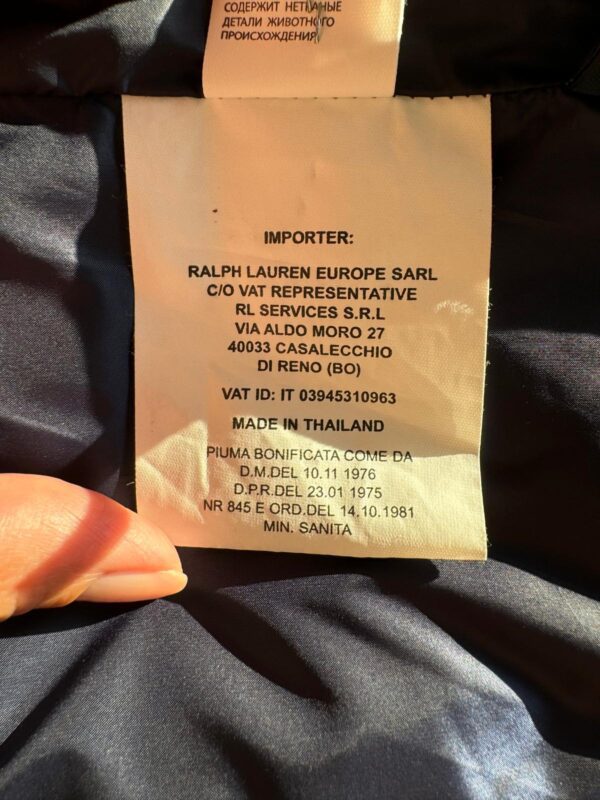 СОДЕРЖИТ НЕТКАНЫЕ
ДЕТАЛИ ЖИВОТНОГО
ПРОИСХОЖДЕНИЯ
IMPORTER:
RALPH LAUREN EUROPE SARL
C/O VAT REPRESENTATIVE
RL SERVICES S.R.L
VIA ALDO MORO 27
40033 CASALECCHIO
DI RENO (BO)
VAT ID: IT 03945310963
MADE IN THAILAND
PIUMA BONIFICATA COME DA
D.M.DEL 10.11 1976
D.P.R.DEL 23.01 1975
NR 845 E ORD.DEL 14.10.1981
MIN. SANITA